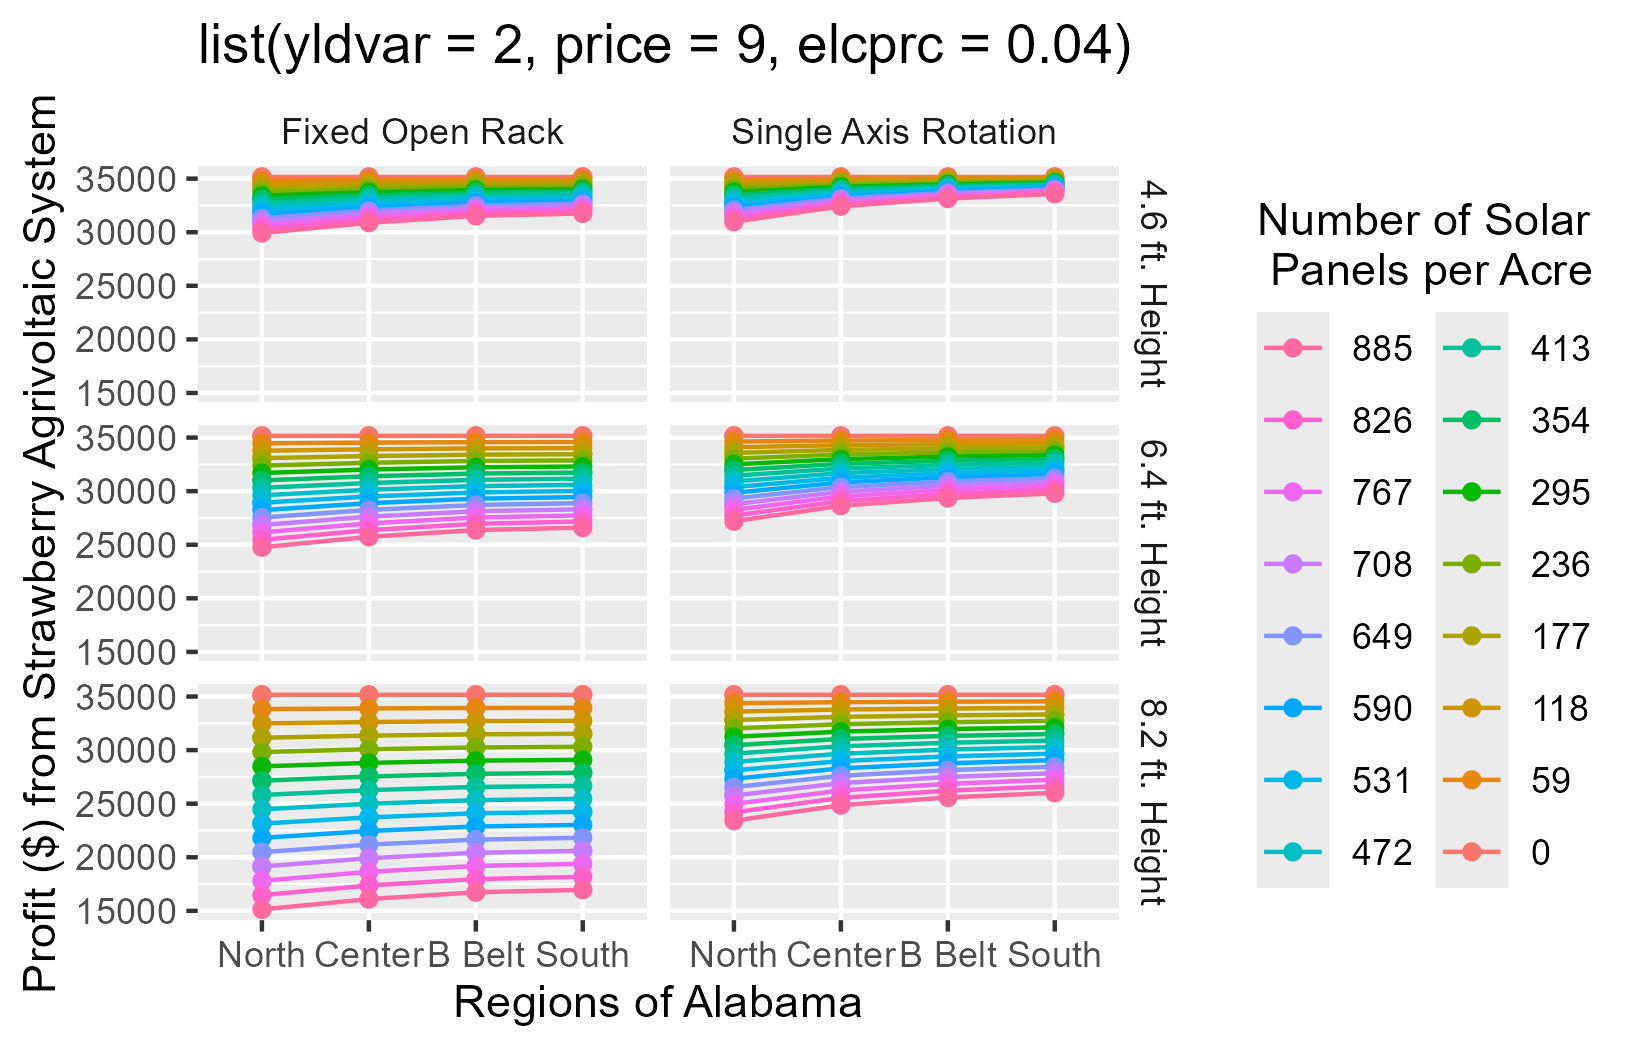 list(yldvar = 2, price = 9, elcprc = 0.04)
Profit ($) from Strawberry Agrivoltaic System
Fixed Open Rack
Single Axis Rotation
35000
30000
25000
20000
15000
4.6 ft. Height
35000
30000
25000
20000
15000
6.4 ft. Height
35000
30000
25000
20000
15000
8.2 ft. Height
North Center B Belt South
North Center B Belt South
Regions of Alabama
Number of Solar
Panels per Acre
885
826
767
708
649
590
531
472
413
354
295
236
177
118
59
0